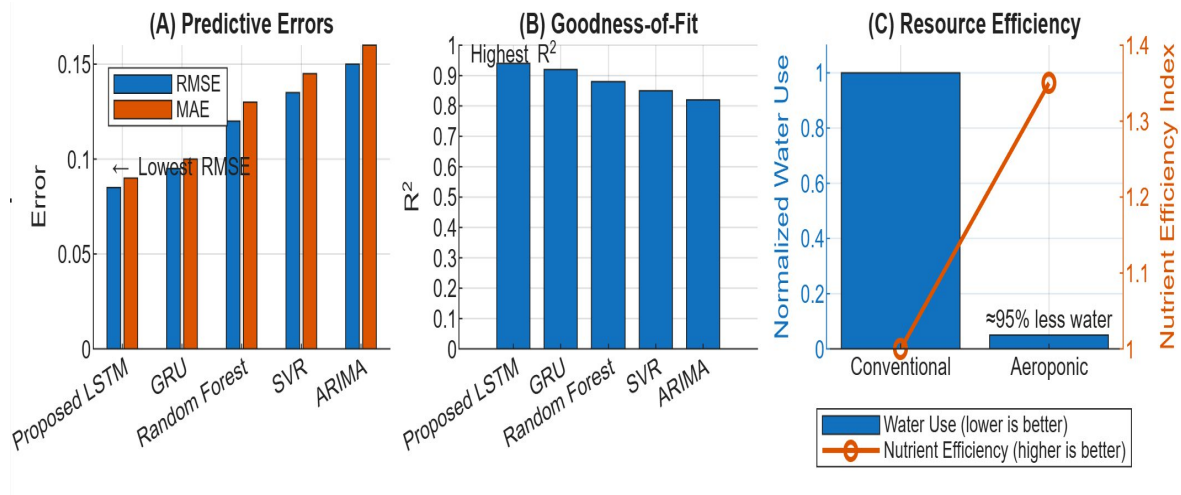 (A) Predictive Errors
0.15
0.1
0.05
0
Error
RMSE
MAE
← Lowest RMSE
Proposed LSTM
GRU
Random Forest
SVR
ARIMA
(B) Goodness-of-Fit
1
0.9
0.8
0.7
0.6
0.5
0.4
0.3
0.2
0.1
0
R²
Highest R²
Proposed LSTM
GRU
Random Forest
SVR
ARIMA
(C) Resource Efficiency
1
0.8
0.6
0.4
0.2
0
Normalized Water Use
≈95% less water
Conventional
Aeroponic
1.4
1.3
1.2
1.1
1
Nutrient Efficiency Index
Water Use (lower is better)
Nutrient Efficiency (higher is better)